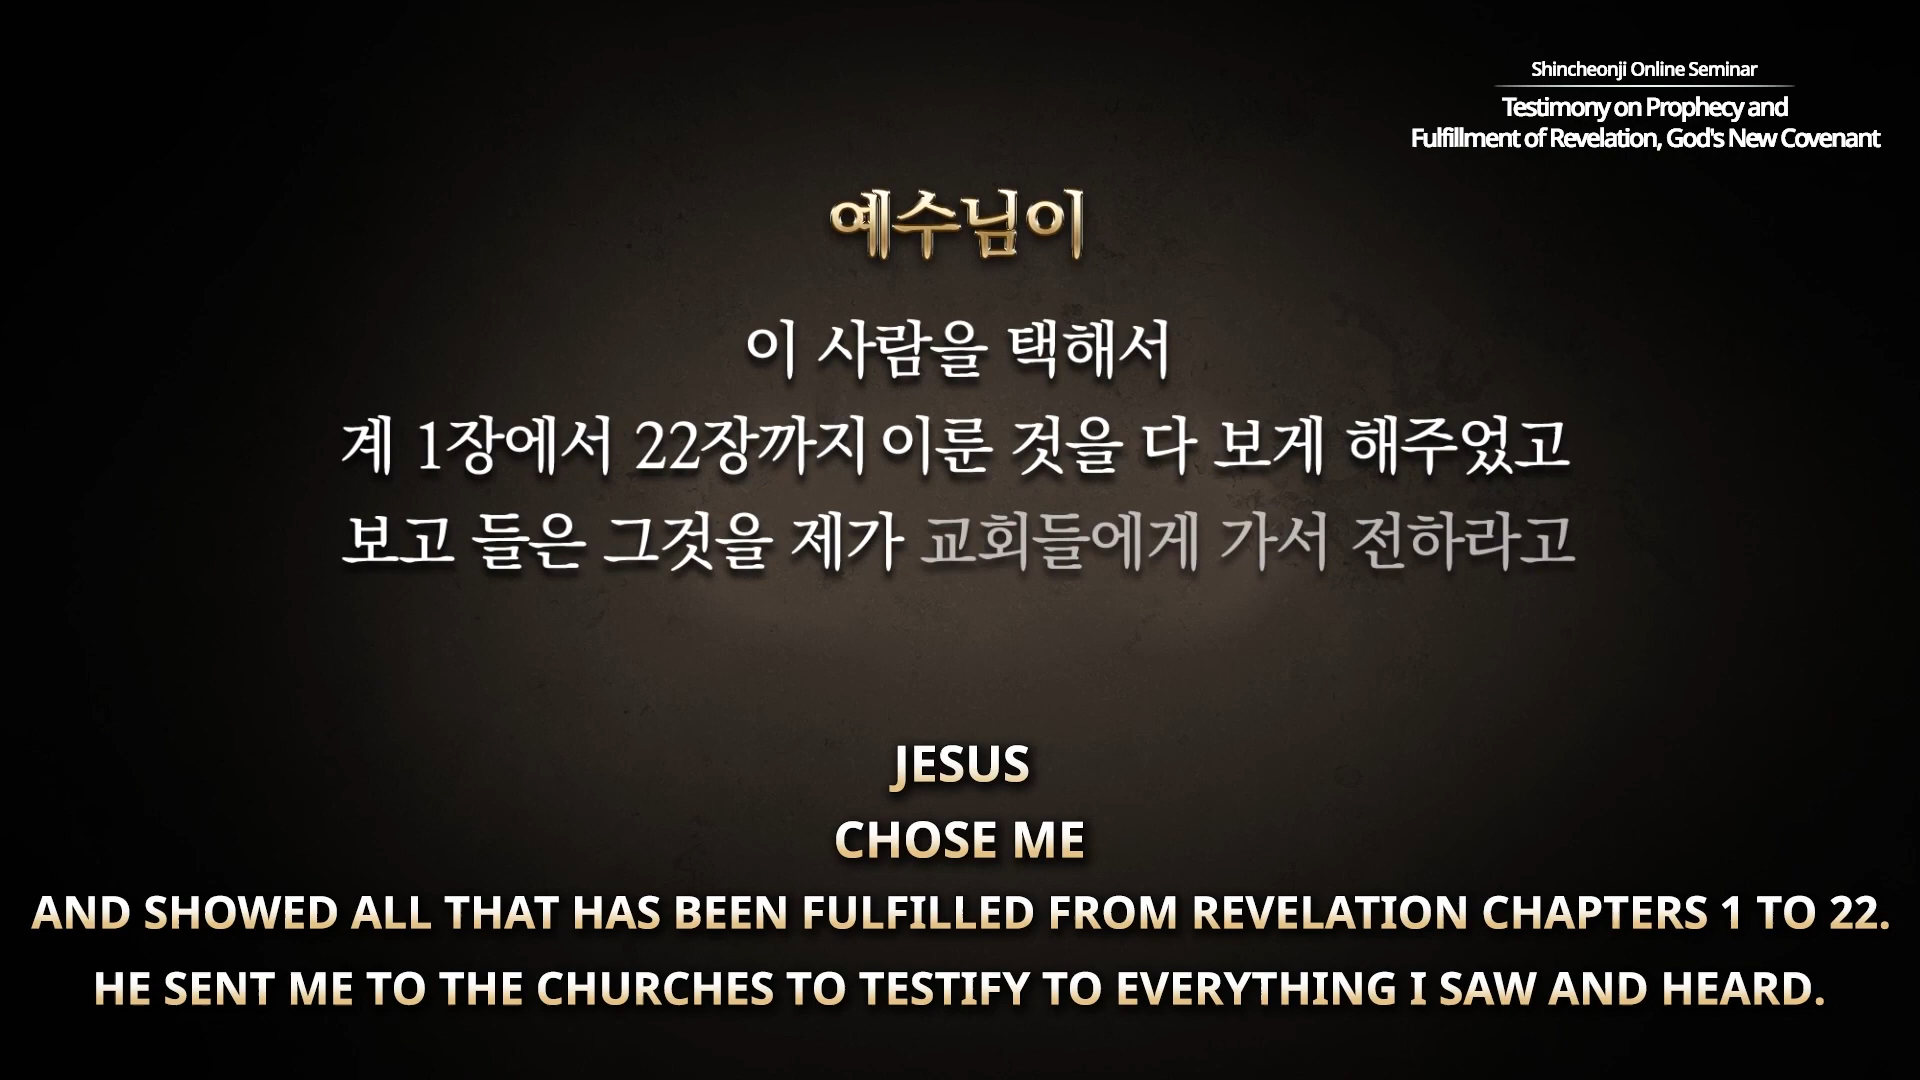 Shincheonji Online Seminar
Testimony on Prophecy and
Fulfillment of Revelation, God's New Covenant
예수님이
이 사람을 택해서
계 1장에서 22장까지 이룬 것을 다 보게 해주었고
보고 들은 그것을 제가 교회들에게 가서 전하라고
JESUS
CHOSE ME
AND SHOWED ALL THAT HAS BEEN FULFILLED FROM REVELATION CHAPTERS 1 TO 22.
HE SENT ME TO THE CHURCHES TO TESTIFY TO EVERYTHING I SAW AND HEARD.